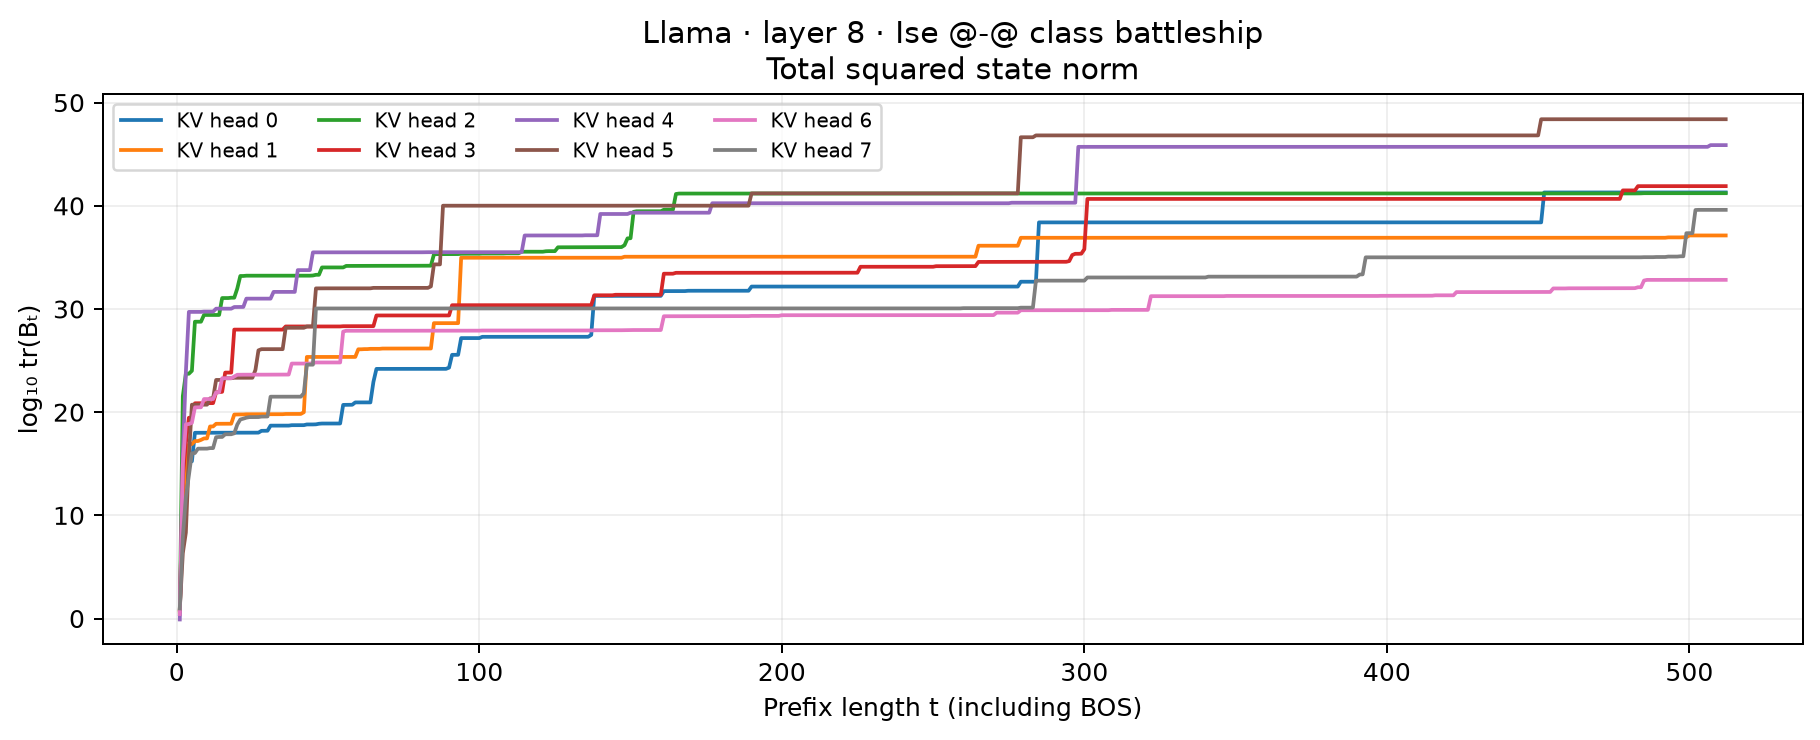 Llama · layer 8 · Ise @-@ class battleship
Total squared state norm
50
40
30
20
10
0
log₁₀ tr(Bₜ)
KV head 0
KV head 1
KV head 2
KV head 3
KV head 4
KV head 5
KV head 6
KV head 7
0 100 200 300 400 500
Prefix length t (including BOS)